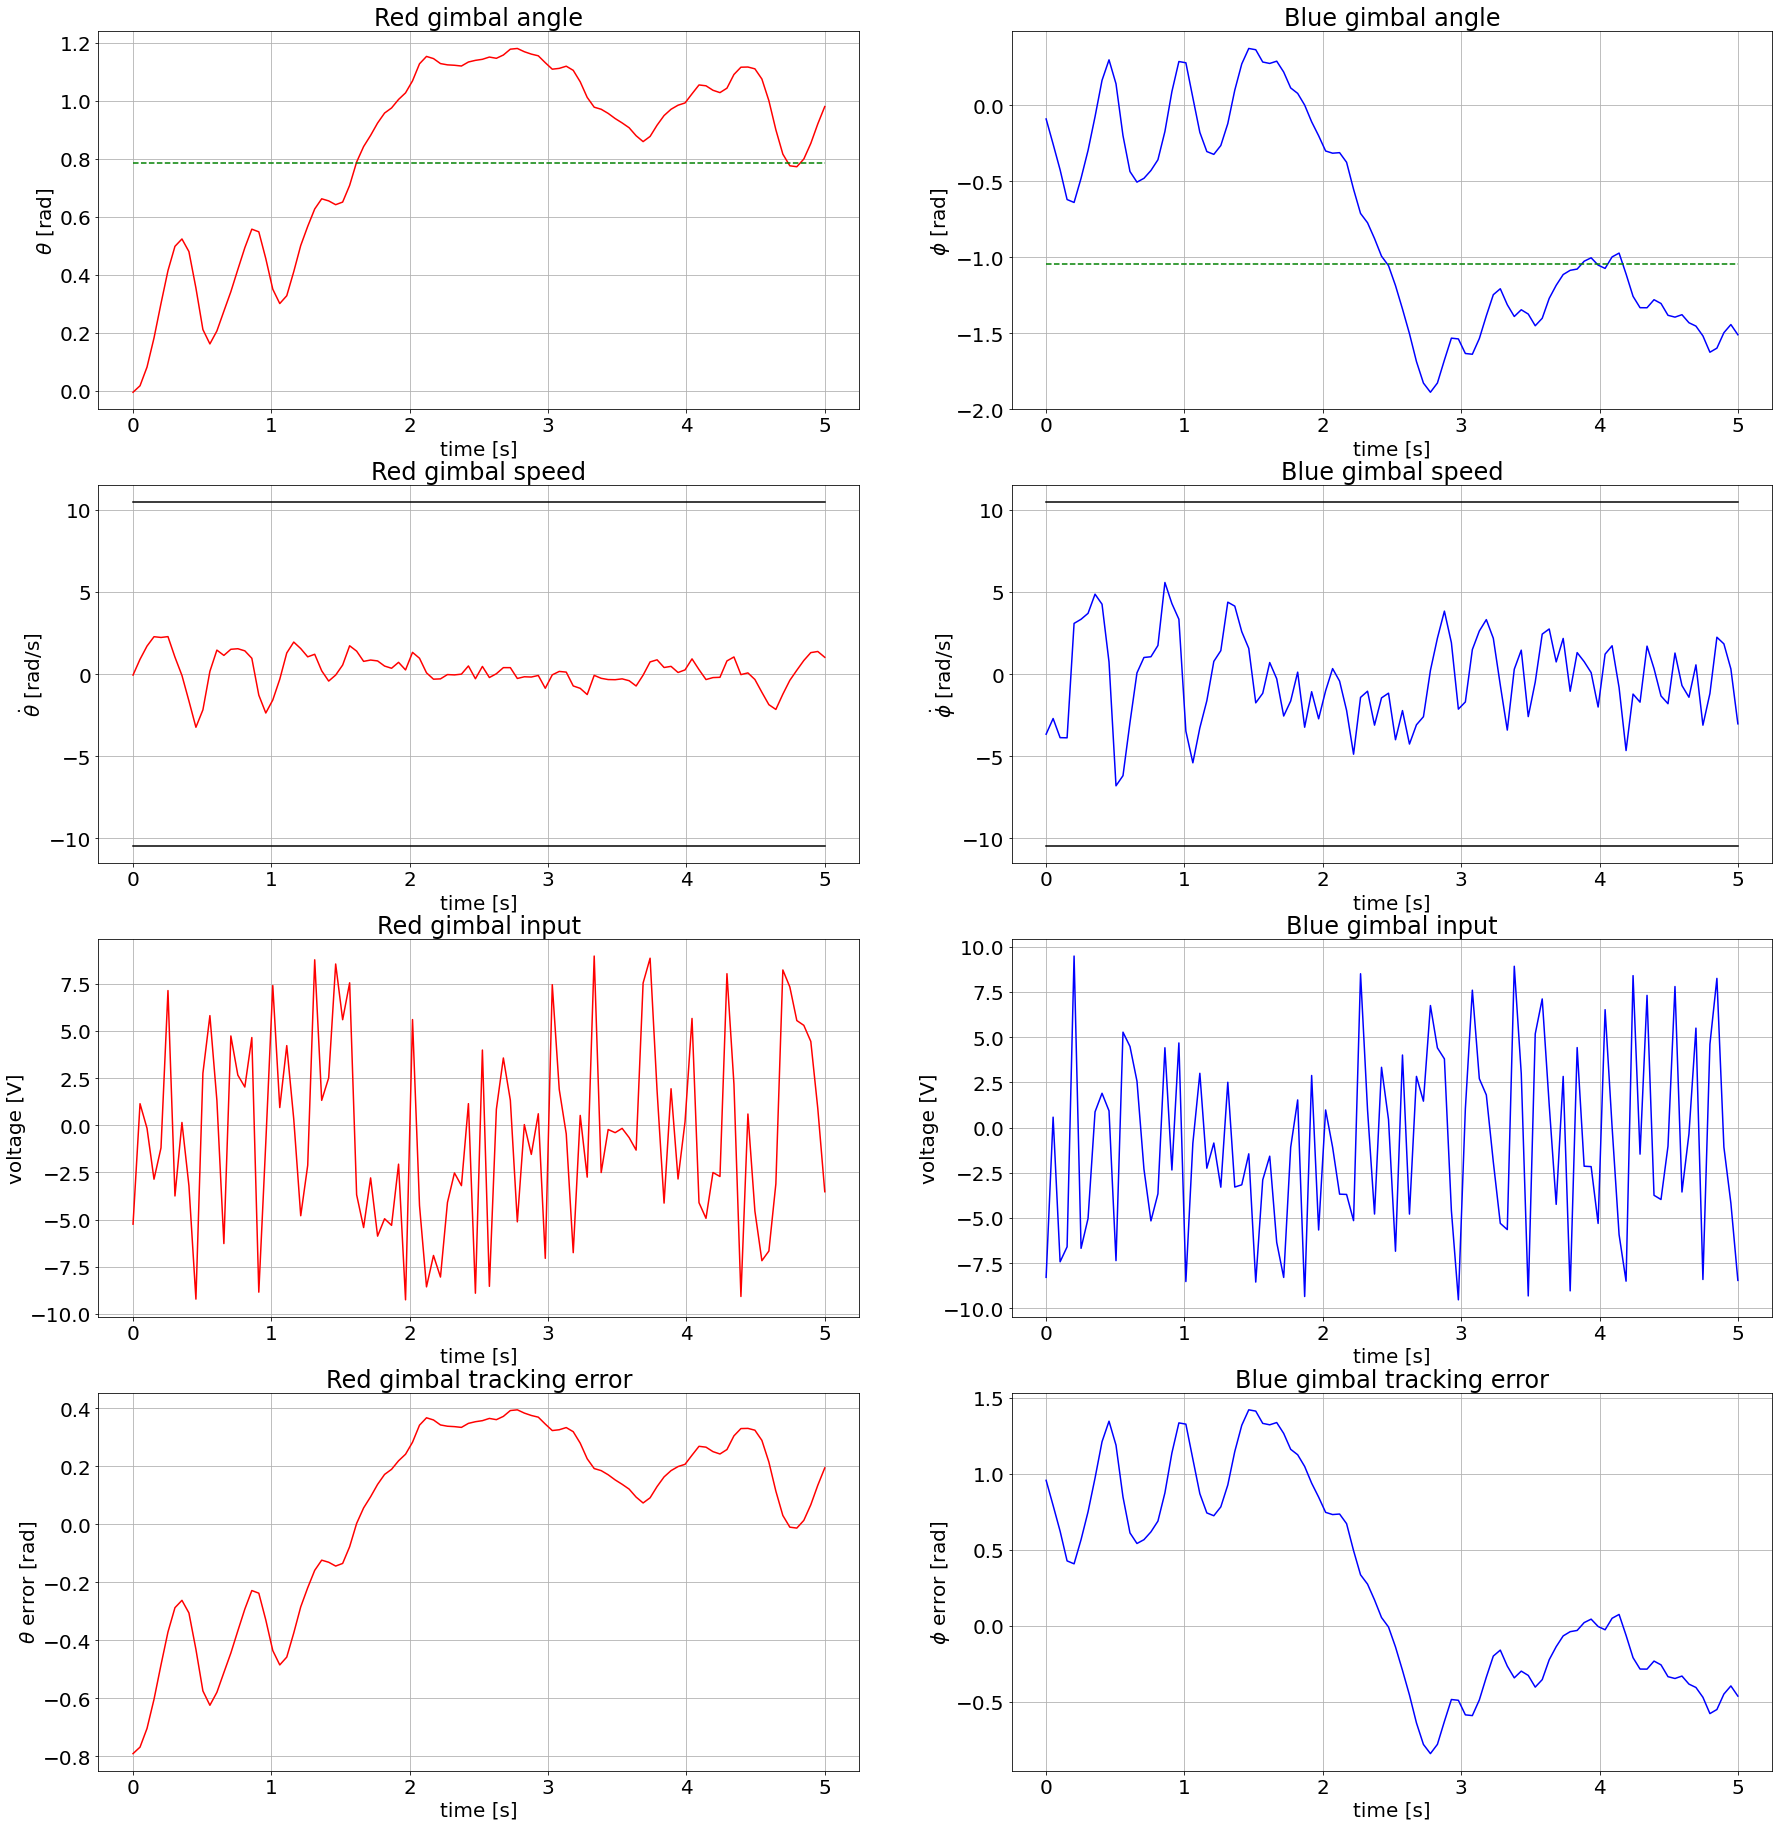 Red gimbal angle
Blue gimbal angle
1.2
1.0
0.8
0.6
0.4
0.2
0.0
θ [rad]
0 1 2 3 4 5
time [s]
0.0
−0.5
−1.0
−1.5
−2.0
ϕ [rad]
0 1 2 3 4 5
time [s]
Red gimbal speed
Blue gimbal speed
10
5
0
−5
−10
θ̇ [rad/s]
0 1 2 3 4 5
time [s]
10
5
0
−5
−10
ϕ̇ [rad/s]
0 1 2 3 4 5
time [s]
Red gimbal input
Blue gimbal input
7.5
5.0
2.5
0.0
−2.5
−5.0
−7.5
−10.0
voltage [V]
0 1 2 3 4 5
time [s]
10.0
7.5
5.0
2.5
0.0
−2.5
−5.0
−7.5
−10.0
voltage [V]
0 1 2 3 4 5
time [s]
Red gimbal tracking error
Blue gimbal tracking error
0.4
0.2
0.0
−0.2
−0.4
−0.6
−0.8
θ error [rad]
0 1 2 3 4 5
time [s]
1.5
1.0
0.5
0.0
−0.5
ϕ error [rad]
0 1 2 3 4 5
time [s]